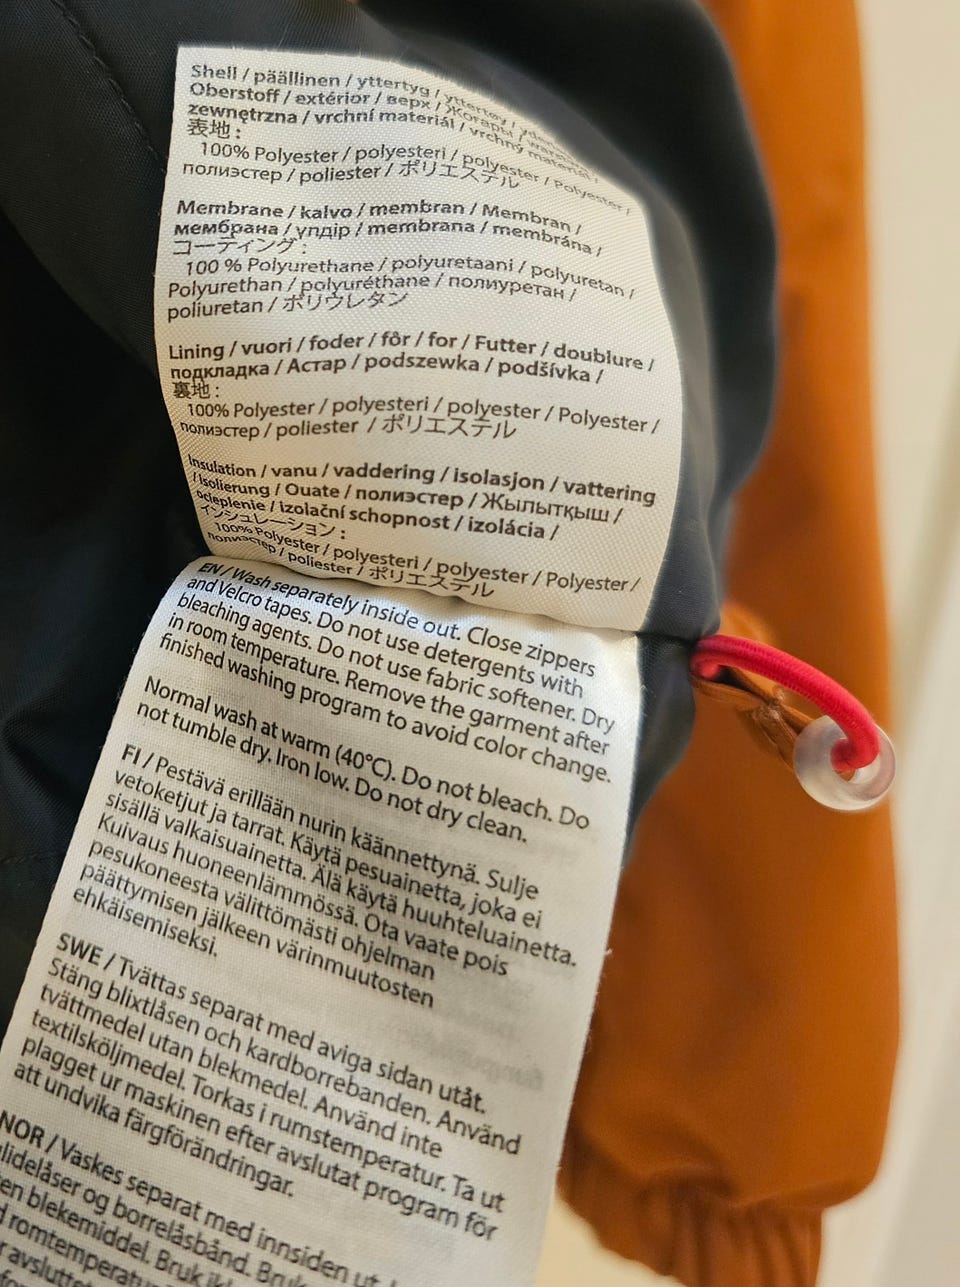 Shell / päällinen / yttertyg / yttertøy /
Oberstoff / extérior / верх / Жоғары /
zewnętrzna / vrchní materiál / vrchný materiál /
表地 :
100% Polyester / polyesteri / polyester / Polyester /
полиэстер / poliester / ポリエステル
Membrane / kalvo / membran / Membran /
мембрана / үлдір / membrana / membrána /
コーティング :
100 % Polyurethane / polyuretaani / polyuretan /
Polyurethan / polyuréthane / полиуретан /
poliuretan / ポリウレタン
Lining / vuori / foder / fôr / for / Futter / doublure /
подкладка / Астар / podszewka / podšívka /
裏地 :
100% Polyester / polyesteri / polyester / Polyester /
полиэстер / poliester / ポリエステル
Insulation / vanu / vaddering / isolasjon / vattering
/ Isolierung / Ouate / полиэстер / Жылытқыш /
ocieplenie / izolační schopnost / izolácia /
インシュレーション :
100% Polyester / polyesteri / polyester / Polyester /
полиэстер / poliester / ポリエステル
EN / Wash separately inside out. Close zippers
and Velcro tapes. Do not use detergents with
bleaching agents. Do not use fabric softener. Dry
in room temperature. Remove the garment after
finished washing program to avoid color change.
Normal wash at warm (40°C). Do not bleach. Do
not tumble dry. Iron low. Do not dry clean.
FI / Pestävä erillään nurin käännettynä. Sulje
vetoketjut ja tarrat. Käytä pesuainetta, joka ei
sisällä valkaisuainetta. Älä käytä huuhteluainetta.
Kuivaus huoneenlämmössä. Ota vaate pois
pesukoneesta välittömästi ohjelman
päättymisen jälkeen värinmuutosten
ehkäisemiseksi.
SWE / Tvättas separat med aviga sidan utåt.
Stäng blixtlåsen och kardborrebanden. Använd
tvättmedel utan blekmedel. Använd inte
textilsköljmedel. Torkas i rumstemperatur. Ta ut
plagget ur maskinen efter avslutat program för
att undvika färgförändringar.
NOR / Vaskes separat med innsiden ut.
glidelåser og borrelåsbånd. Bruk
blekemiddel. Bruk
romtemperatur
avsluttet